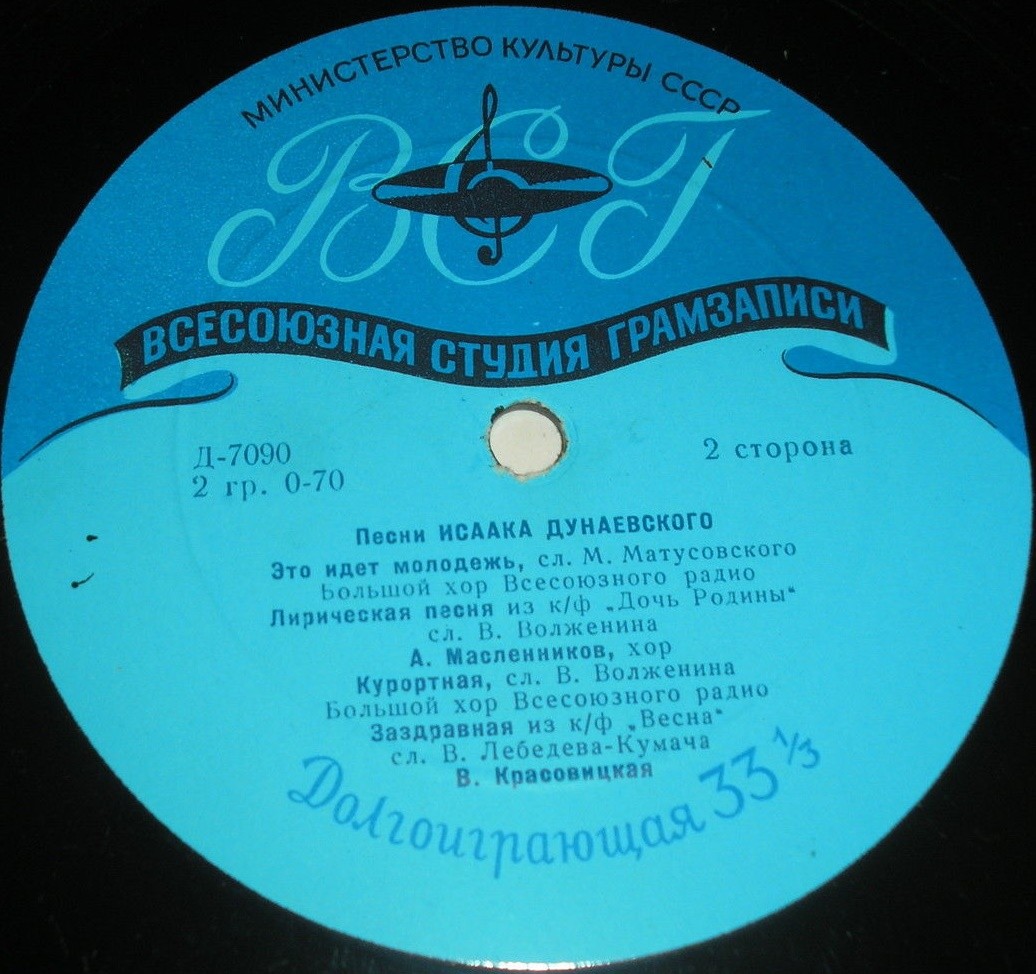 МИНИСТЕРСТВО КУЛЬТУРЫ СССР
ВСГ
ВСЕСОЮЗНАЯ СТУДИЯ ГРАМЗАПИСИ
Д-7090
2 сторона
2 гр. 0-70
Песни ИСААКА ДУНАЕВСКОГО
Это идет молодежь, сл. М. Матусовского
Большой хор Всесоюзного радио
Лирическая песня из к/ф „Дочь Родины“
сл. В. Волженина
А. Масленников, хор
Курортная, сл. В. Волженина
Большой хор Всесоюзного радио
Заздравная из к/ф „Весна“
сл. В. Лебедева-Кумача
В. Красовицкая
Долгоиграющая 33 1/3